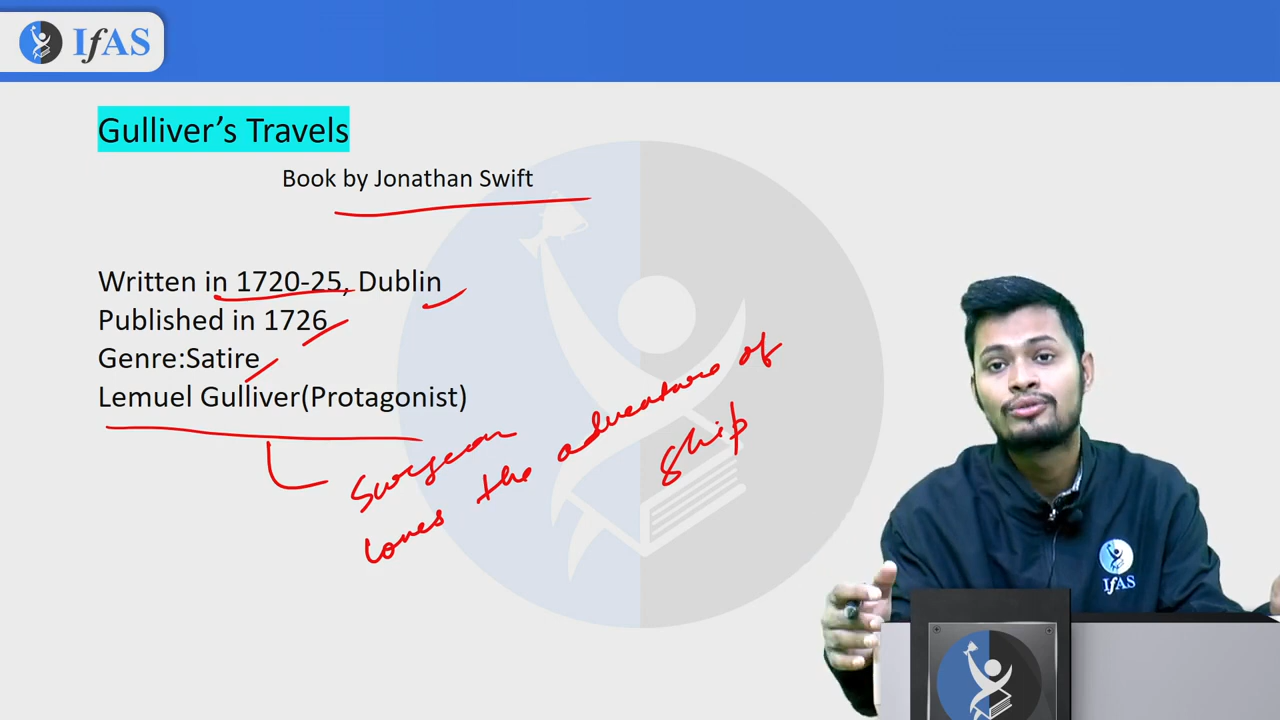 IfAS
Gulliver's Travels
Book by Jonathan Swift
Written in 1720-25, Dublin
Published in 1726
Genre:Satire
Lemuel Gulliver(Protagonist)
Surgeon
loves the adventure of
ship
IfAS